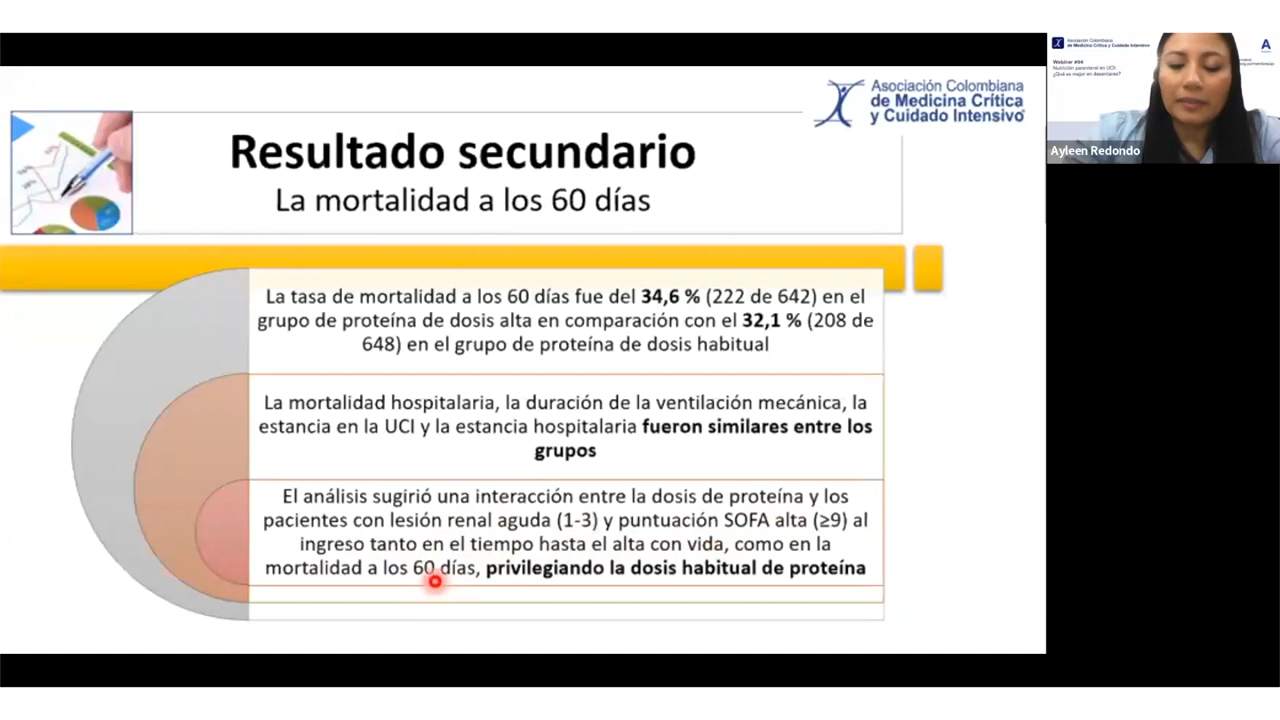 Asociación Colombiana
de Medicina Crítica
y Cuidado Intensivo
Resultado secundario
La mortalidad a los 60 días
La tasa de mortalidad a los 60 días fue del 34,6 % (222 de 642) en el
grupo de proteína de dosis alta en comparación con el 32,1 % (208 de
648) en el grupo de proteína de dosis habitual
La mortalidad hospitalaria, la duración de la ventilación mecánica, la
estancia en la UCI y la estancia hospitalaria fueron similares entre los
grupos
El análisis sugirió una interacción entre la dosis de proteína y los
pacientes con lesión renal aguda (1-3) y puntuación SOFA alta (≥9) al
ingreso tanto en el tiempo hasta el alta con vida, como en la
mortalidad a los 60 días, privilegiando la dosis habitual de proteína
Asociación Colombiana
de Medicina Crítica y Cuidado Intensivo
Webinar #04
Nutrición parenteral en UCI
¿Qué es mejor en desenlaces?
A
Ayleen Redondo